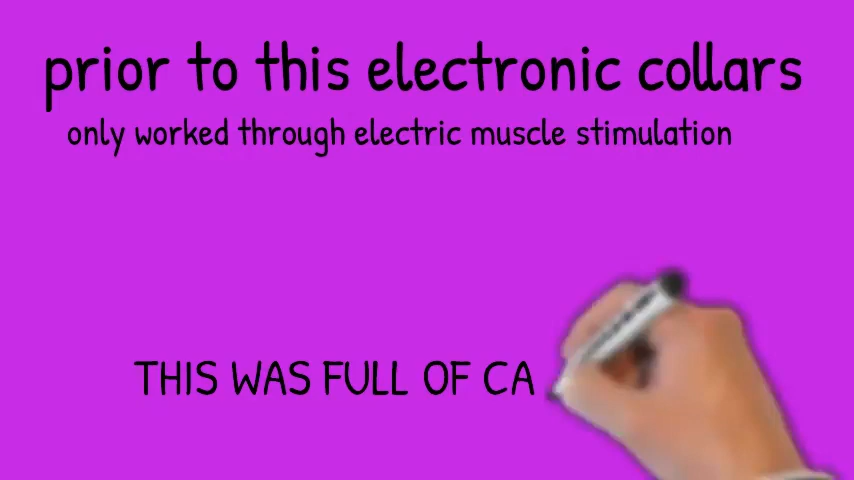 prior to this electronic collars
only worked through electric muscle stimulation
THIS WAS FULL OF CA